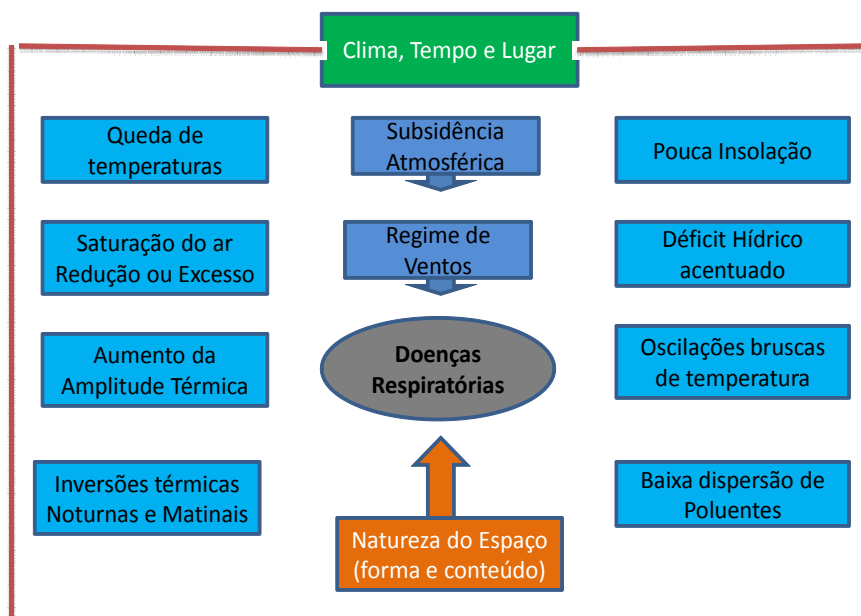 Clima, Tempo e Lugar
Queda de
temperaturas
Subsidência
Atmosférica
Pouca Insolação
Saturação do ar
Redução ou Excesso
Regime de
Ventos
Déficit Hídrico
acentuado
Aumento da
Amplitude Térmica
Doenças
Respiratórias
Oscilações bruscas
de temperatura
Inversões térmicas
Noturnas e Matinais
Baixa dispersão de
Poluentes
Natureza do Espaço
(forma e conteúdo)